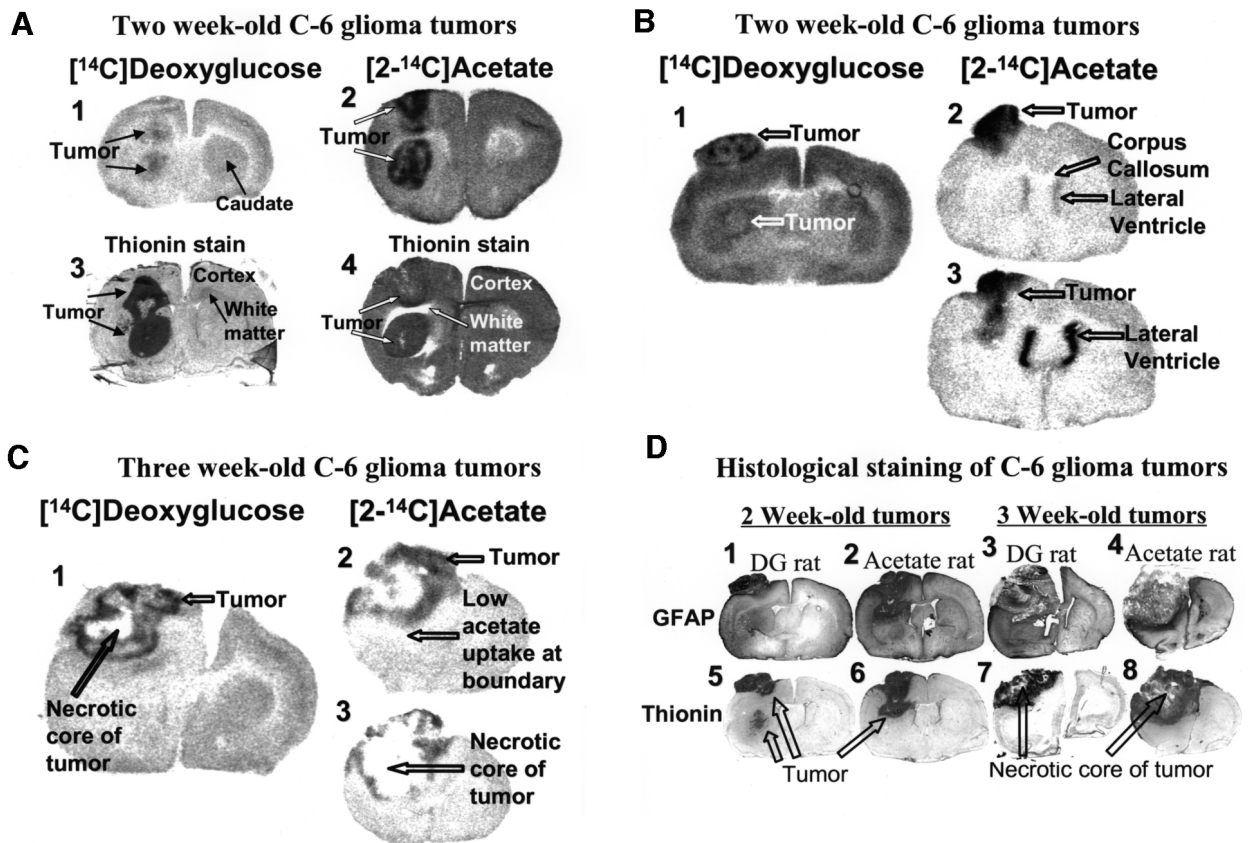 A
Two week-old C-6 glioma tumors
[¹⁴C]Deoxyglucose
[2-¹⁴C]Acetate
1
Tumor
Caudate
2
Tumor
Thionin stain
3
Cortex
Tumor
White
matter
Thionin stain
4
Cortex
Tumor
White
matter
B
Two week-old C-6 glioma tumors
[¹⁴C]Deoxyglucose
[2-¹⁴C]Acetate
1
Tumor
Tumor
2
Tumor
Corpus
Callosum
Lateral
Ventricle
3
Tumor
Lateral
Ventricle
C
Three week-old C-6 glioma tumors
[¹⁴C]Deoxyglucose
[2-¹⁴C]Acetate
1
Tumor
Necrotic
core of
tumor
2
Tumor
Low
acetate
uptake at
boundary
3
Necrotic
core of
tumor
D
Histological staining of C-6 glioma tumors
2 Week-old tumors
3 Week-old tumors
1 DG rat
2 Acetate rat
3 DG rat
4 Acetate rat
GFAP
5
6
7
8
Thionin
Tumor
Necrotic core of tumor